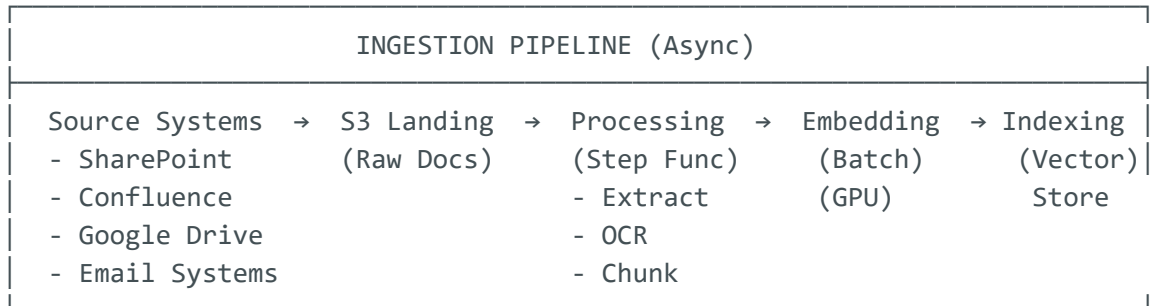 INGESTION PIPELINE (Async)
Source Systems → S3 Landing → Processing → Embedding → Indexing
- SharePoint (Raw Docs) (Step Func) (Batch) (Vector)
- Confluence - Extract (GPU) Store
- Google Drive - OCR
- Email Systems - Chunk